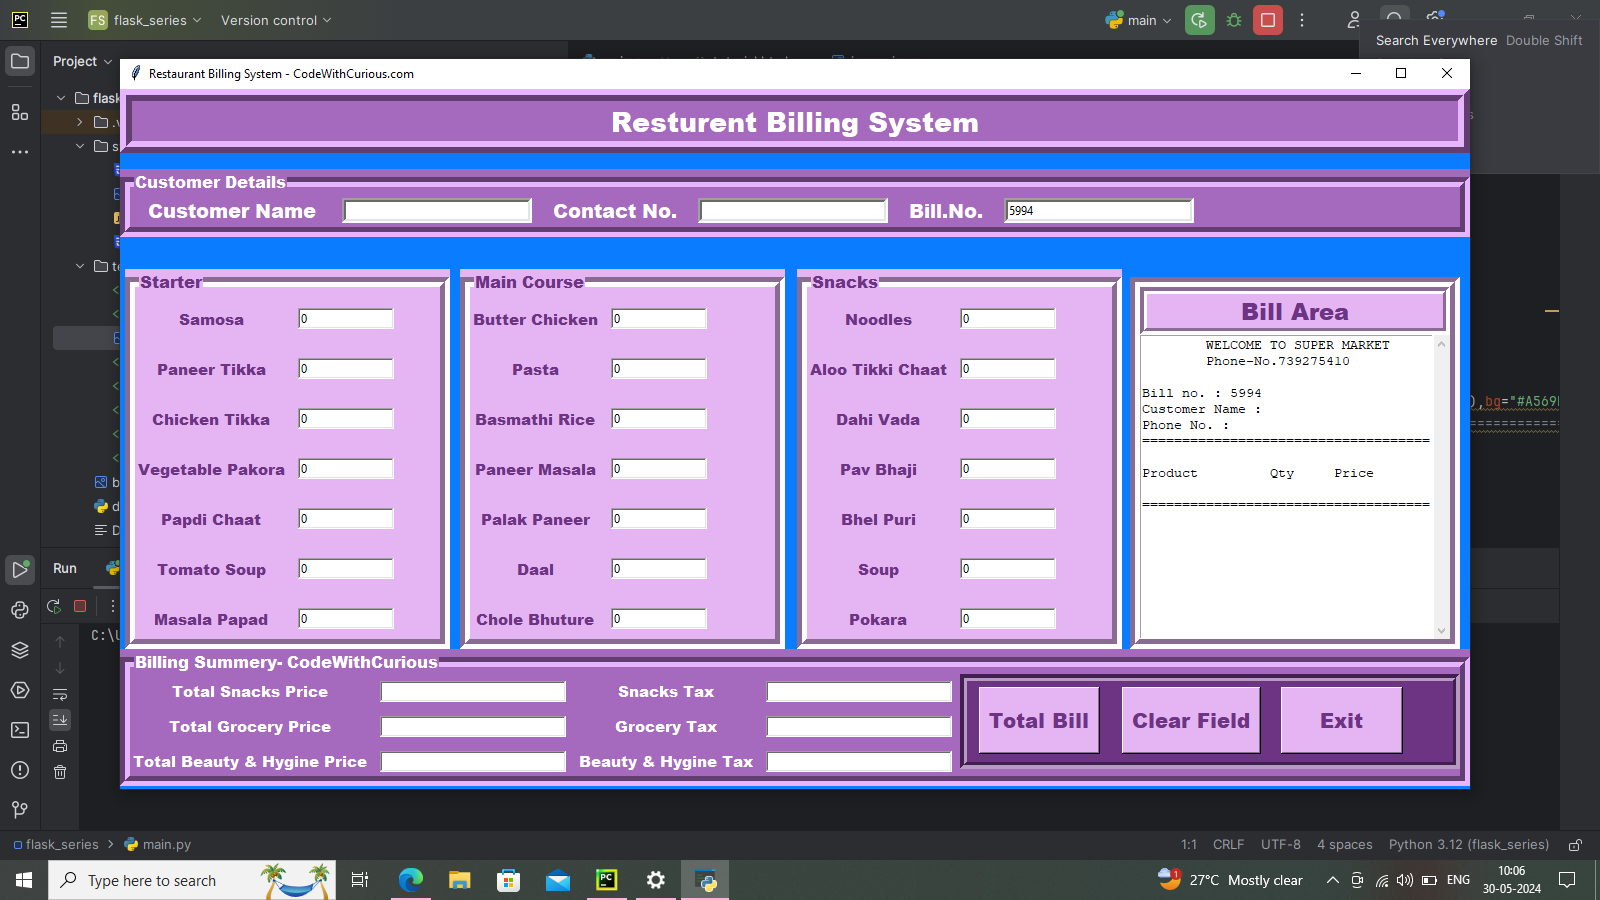 FS flask_series Version control main
Search Everywhere Double Shift
Project
Restaurant Billing System - CodeWithCurious.com
Resturent Billing System
Customer Details
Customer Name Contact No. Bill.No. 5994
Starter
Samosa 0
Paneer Tikka 0
Chicken Tikka 0
Vegetable Pakora 0
Papdi Chaat 0
Tomato Soup 0
Masala Papad 0
Main Course
Butter Chicken 0
Pasta 0
Basmathi Rice 0
Paneer Masala 0
Palak Paneer 0
Daal 0
Chole Bhuture 0
Snacks
Noodles 0
Aloo Tikki Chaat 0
Dahi Vada 0
Pav Bhaji 0
Bhel Puri 0
Soup 0
Pokara 0
Bill Area
WELCOME TO SUPER MARKET
Phone-No.739275410
Bill no. : 5994
Customer Name :
Phone No. :
====================================
Product Qty Price
====================================
),bg="#A569
Billing Summery- CodeWithCurious
Total Snacks Price Snacks Tax
Total Grocery Price Grocery Tax
Total Beauty & Hygine Price Beauty & Hygine Tax
Total Bill Clear Field Exit
Run
C:\U
flask_series > main.py
1:1 CRLF UTF-8 4 spaces Python 3.12 (flask_series)
Type here to search
27°C Mostly clear
ENG
10:06
30-05-2024